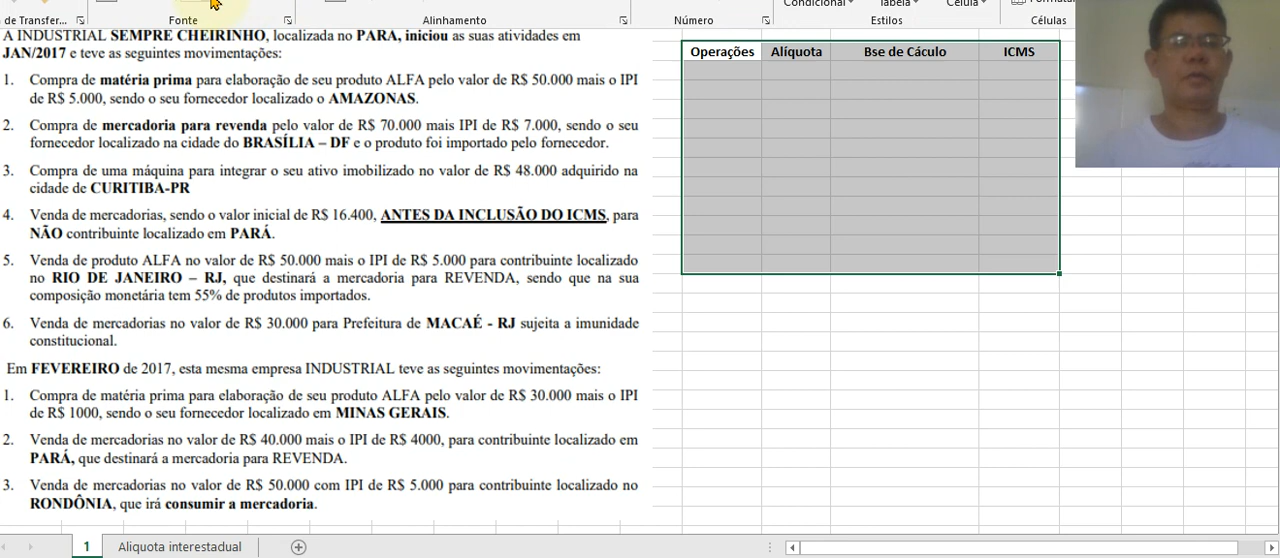 Condicional Tabela Célula
de Transfer... Fonte Alinhamento Número Estilos Células
A INDUSTRIAL SEMPRE CHEIRINHO, localizada no PARA, iniciou as suas atividades em
JAN/2017 e teve as seguintes movimentações:
1. Compra de matéria prima para elaboração de seu produto ALFA pelo valor de R$ 50.000 mais o IPI
de R$ 5.000, sendo o seu fornecedor localizado o AMAZONAS.
2. Compra de mercadoria para revenda pelo valor de R$ 70.000 mais IPI de R$ 7.000, sendo o seu
fornecedor localizado na cidade do BRASÍLIA – DF e o produto foi importado pelo fornecedor.
3. Compra de uma máquina para integrar o seu ativo imobilizado no valor de R$ 48.000 adquirido na
cidade de CURITIBA-PR
4. Venda de mercadorias, sendo o valor inicial de R$ 16.400, ANTES DA INCLUSÃO DO ICMS, para
NÃO contribuinte localizado em PARÁ.
5. Venda de produto ALFA no valor de R$ 50.000 mais o IPI de R$ 5.000 para contribuinte localizado
no RIO DE JANEIRO – RJ, que destinará a mercadoria para REVENDA, sendo que na sua
composição monetária tem 55% de produtos importados.
6. Venda de mercadorias no valor de R$ 30.000 para Prefeitura de MACAÉ - RJ sujeita a imunidade
constitucional.
Em FEVEREIRO de 2017, esta mesma empresa INDUSTRIAL teve as seguintes movimentações:
1. Compra de matéria prima para elaboração de seu produto ALFA pelo valor de R$ 30.000 mais o IPI
de R$ 1000, sendo o seu fornecedor localizado em MINAS GERAIS.
2. Venda de mercadorias no valor de R$ 40.000 mais o IPI de R$ 4000, para contribuinte localizado em
PARÁ, que destinará a mercadoria para REVENDA.
3. Venda de mercadorias no valor de R$ 50.000 com IPI de R$ 5.000 para contribuinte localizado no
RONDÔNIA, que irá consumir a mercadoria.
Operações Alíquota Bse de Cáculo ICMS
1 Aliquota interestadual